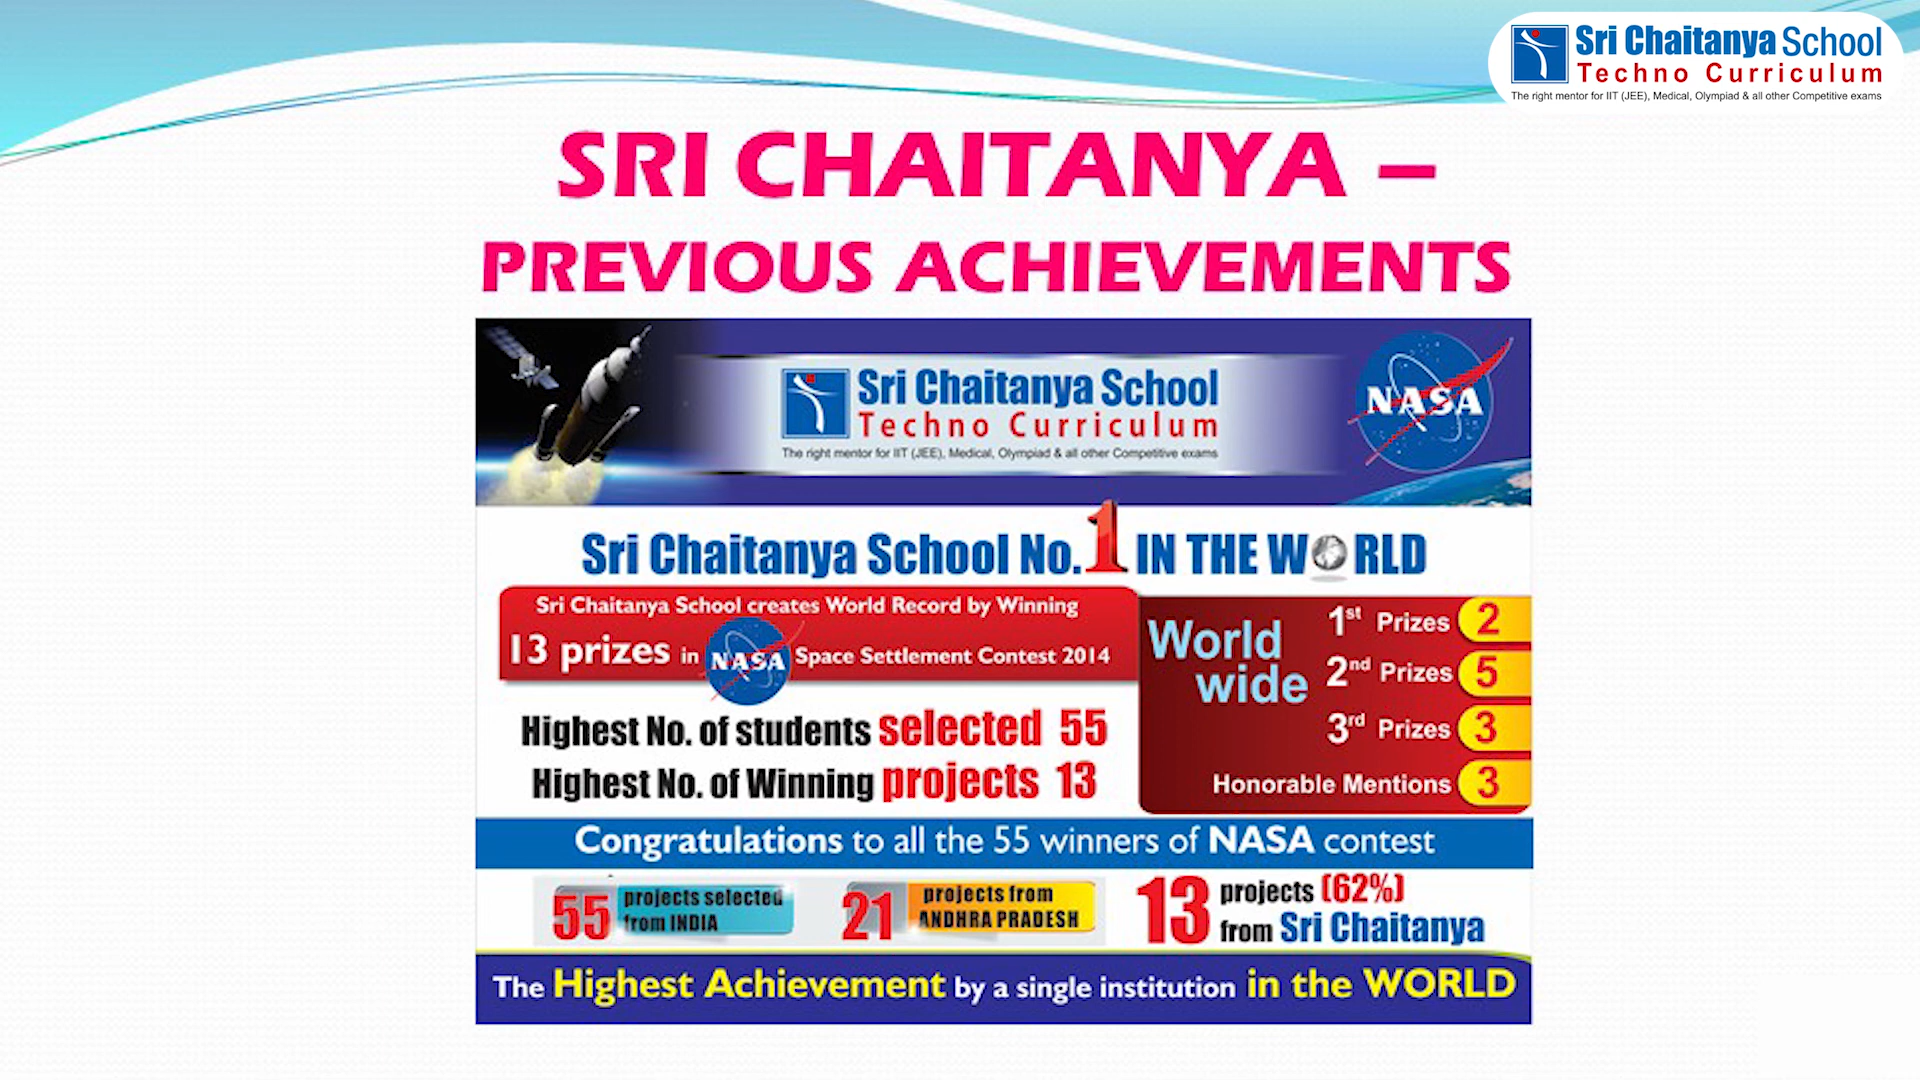 Sri Chaitanya School
Techno Curriculum
The right mentor for IIT (JEE), Medical, Olympiad & all other Competitive exams
SRI CHAITANYA –
PREVIOUS ACHIEVEMENTS
Sri Chaitanya School
Techno Curriculum
The right mentor for IIT (JEE), Medical, Olympiad & all other Competitive exams
NASA
Sri Chaitanya School No.1 IN THE WORLD
Sri Chaitanya School creates World Record by Winning
13 prizes in NASA Space Settlement Contest 2014
Highest No. of students selected 55
Highest No. of Winning projects 13
World wide
1st Prizes 2
2nd Prizes 5
3rd Prizes 3
Honorable Mentions 3
Congratulations to all the 55 winners of NASA contest
55 projects selected from INDIA
21 projects from ANDHRA PRADESH
13 projects (62%) from Sri Chaitanya
The Highest Achievement by a single institution in the WORLD